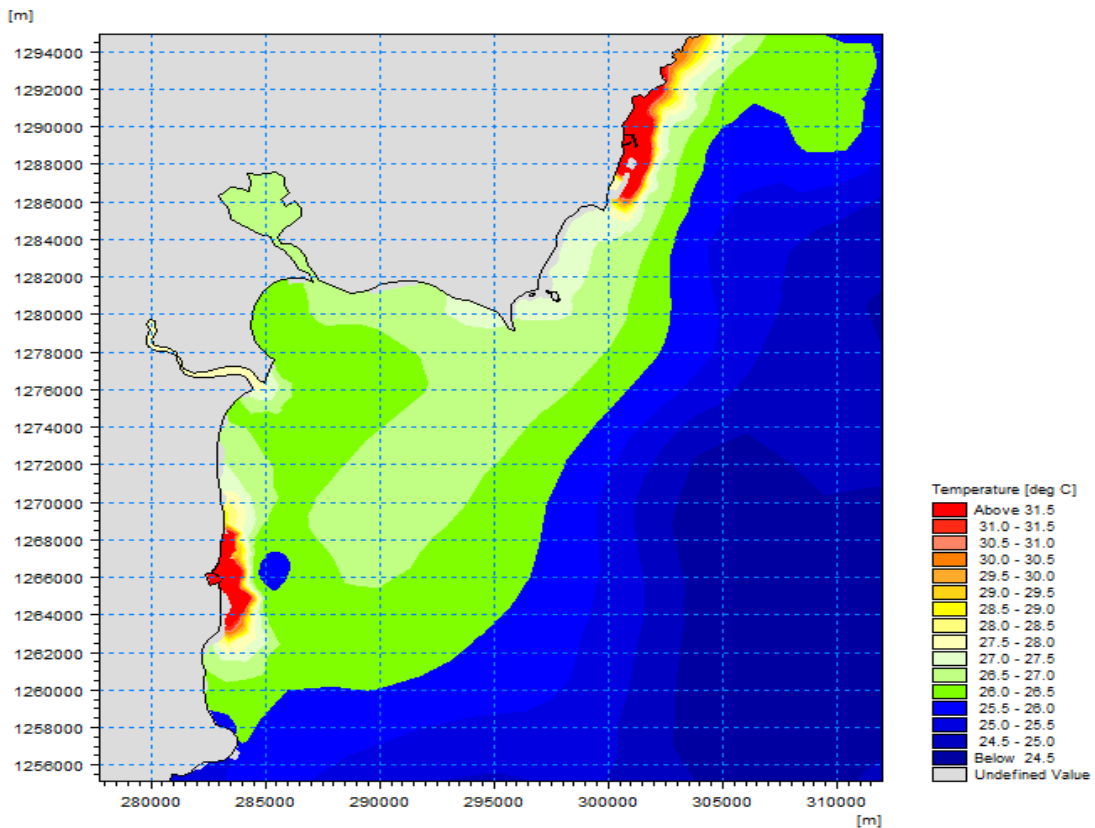 [m]
1294000
1292000
1290000
1288000
1286000
1284000
1282000
1280000
1278000
1276000
1274000
1272000
1270000
1268000
1266000
1264000
1262000
1260000
1258000
1256000
280000 285000 290000 295000 300000 305000 310000
[m]
Temperature [deg C]
Above 31.5
31.0 - 31.5
30.5 - 31.0
30.0 - 30.5
29.5 - 30.0
29.0 - 29.5
28.5 - 29.0
28.0 - 28.5
27.5 - 28.0
27.0 - 27.5
26.5 - 27.0
26.0 - 26.5
25.5 - 26.0
25.0 - 25.5
24.5 - 25.0
Below 24.5
Undefined Value